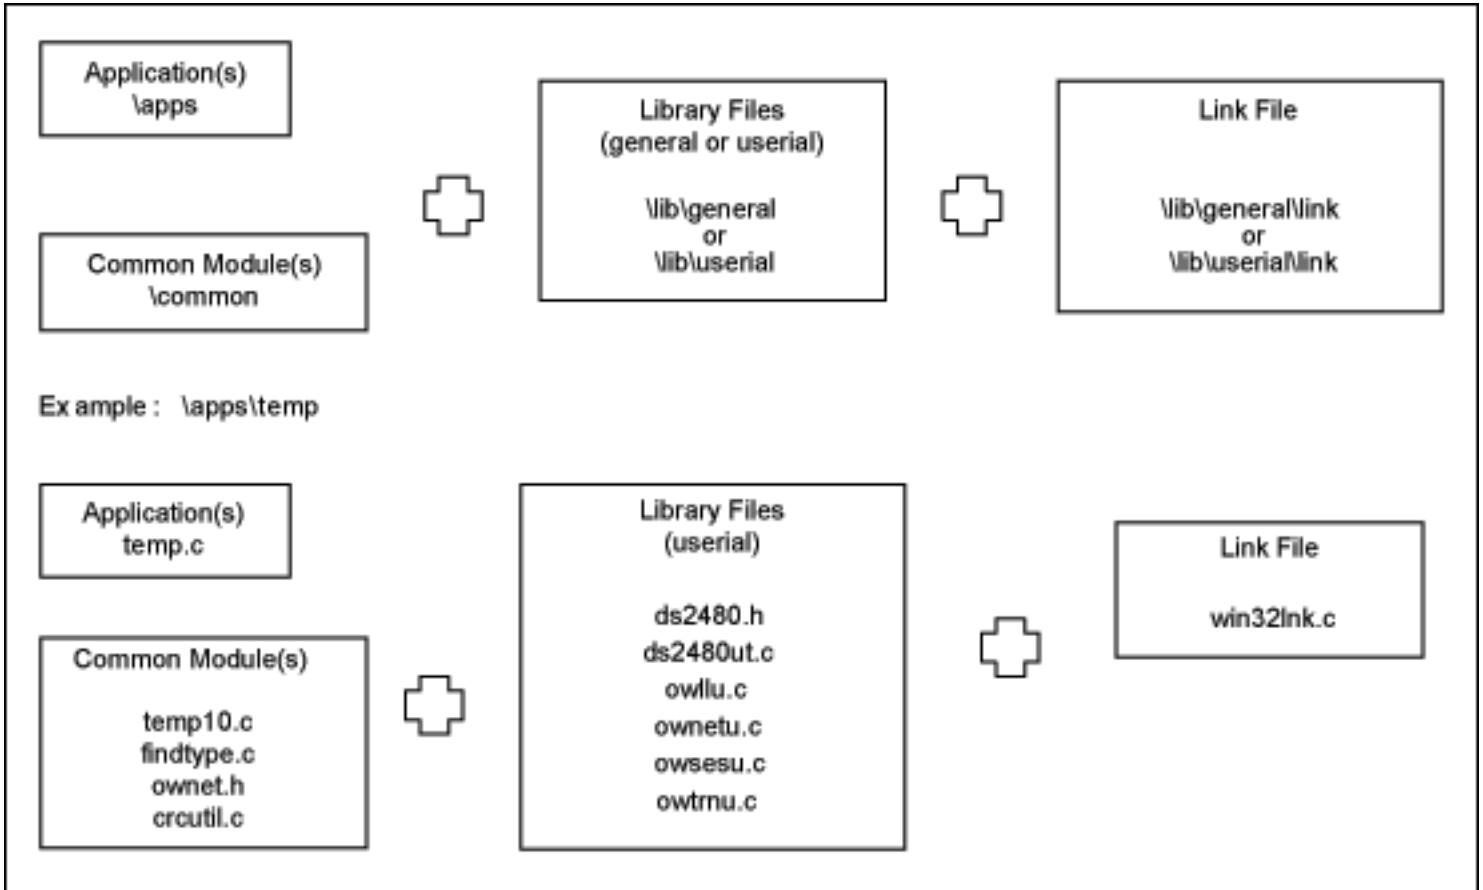 Application(s)
\apps
Common Module(s)
\common
Library Files
(general or userial)
\lib\general
or
\lib\userial
Link File
\lib\general\link
or
\lib\userial\link
Example : \apps\temp
Application(s)
temp.c
Common Module(s)
temp10.c
findtype.c
ownet.h
crcutil.c
Library Files
(userial)
ds2480.h
ds2480ut.c
owllu.c
ownetu.c
owsesu.c
owtrnu.c
Link File
win32lnk.c